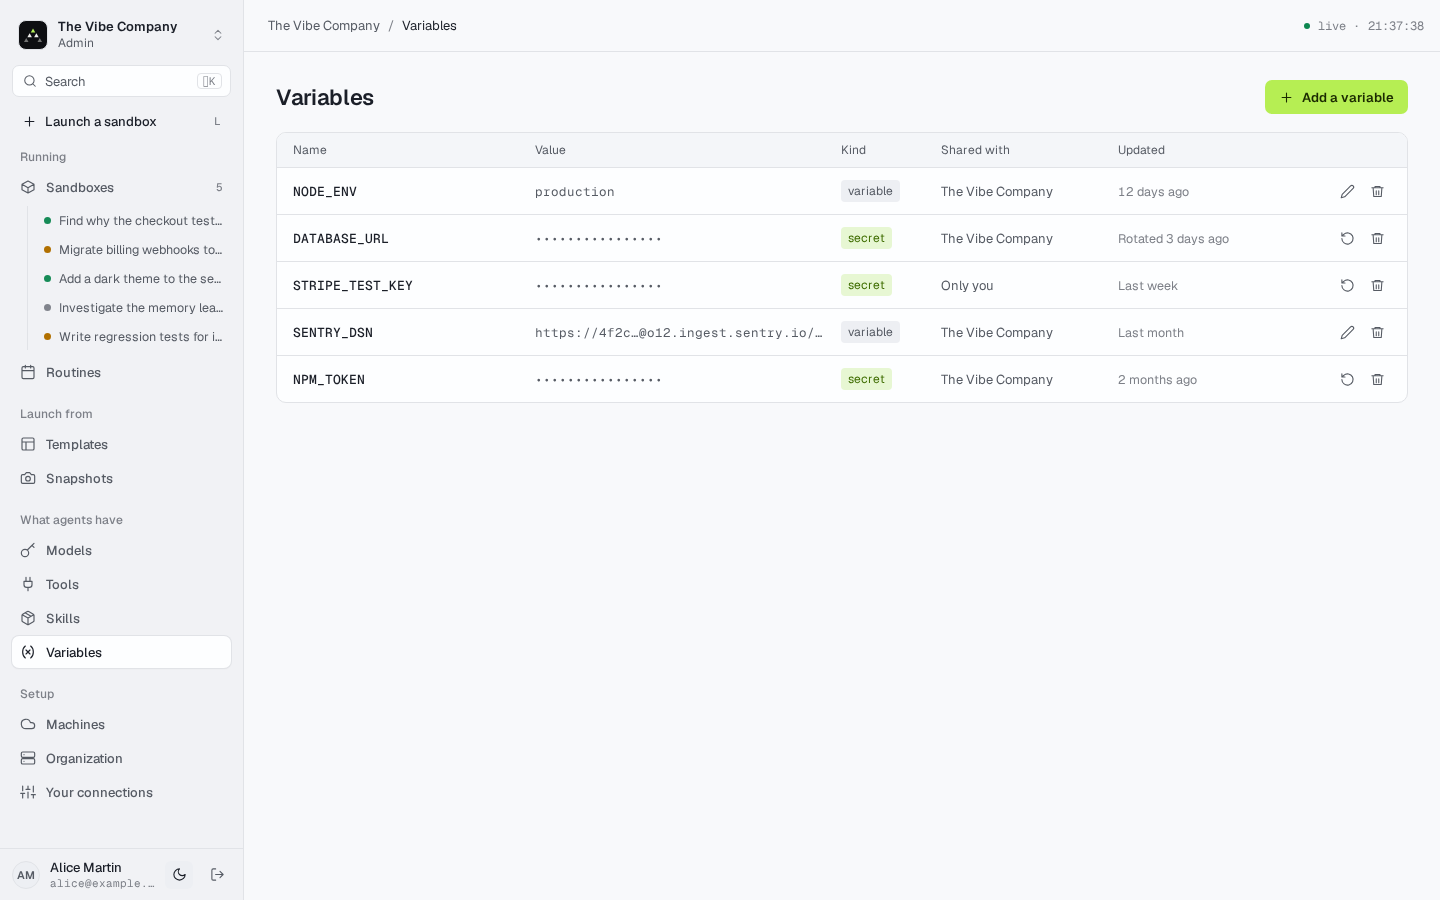 The Vibe Company
Admin
Search
K
Launch a sandbox L
Running
Sandboxes 5
Find why the checkout test…
Migrate billing webhooks to…
Add a dark theme to the se…
Investigate the memory lea…
Write regression tests for i…
Routines
Launch from
Templates
Snapshots
What agents have
Models
Tools
Skills
Variables
Setup
Machines
Organization
Your connections
AM
Alice Martin
alice@example.…
The Vibe Company / Variables
live · 21:37:38
Variables
Add a variable
Name Value Kind Shared with Updated
NODE_ENV production variable The Vibe Company 12 days ago
DATABASE_URL •••••••••••••••• secret The Vibe Company Rotated 3 days ago
STRIPE_TEST_KEY •••••••••••••••• secret Only you Last week
SENTRY_DSN https://4f2c…@o12.ingest.sentry.io/… variable The Vibe Company Last month
NPM_TOKEN •••••••••••••••• secret The Vibe Company 2 months ago